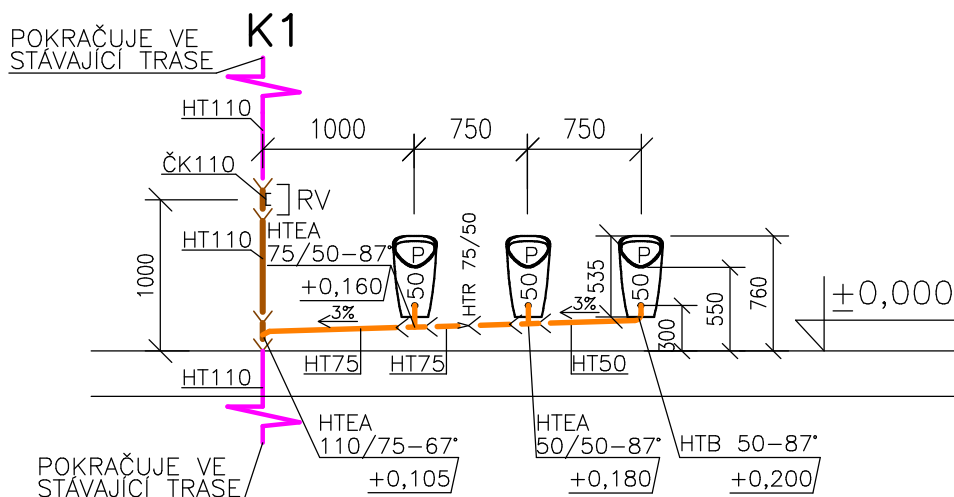 K1
POKRAČUJE VE
STÁVAJÍCÍ TRASE
HT110
1000
750
750
ČK110
RV
HTEA
75/50-87°
+0,160
HTR 75/50
HT110
1000
P
50
P
50
P
50
535
300
550
760
±0,000
3%
3%
HT75
HT75
HT50
HT110
HTEA
110/75-67°
+0,105
HTEA
50/50-87°
+0,180
HTB 50-87°
+0,200
POKRAČUJE VE
STÁVAJÍCÍ TRASE